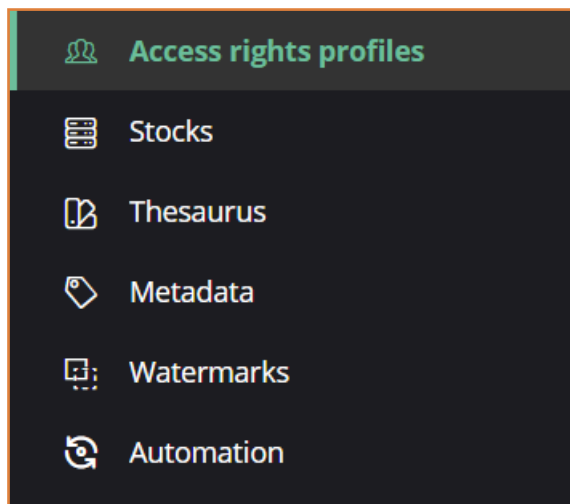 Access rights profiles
Stocks
Thesaurus
Metadata
Watermarks
Automation